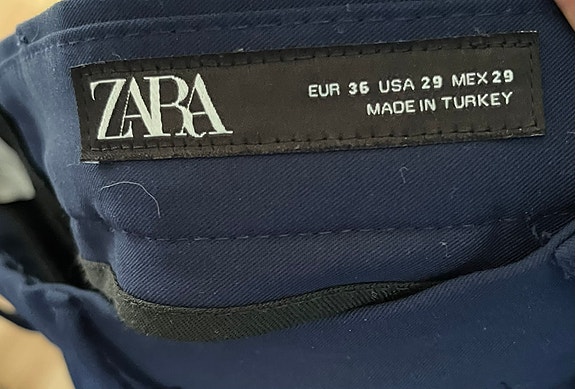 ZARA
EUR 36 USA 29 MEX 29
MADE IN TURKEY